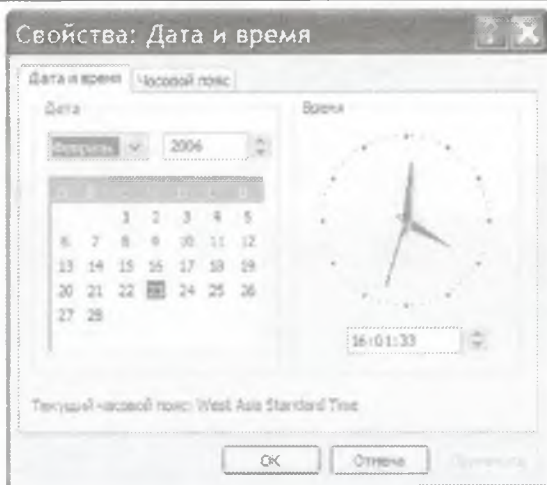 Свойства: Дата и время
Дата и время Часовой пояс
Дата Время
Февраль 2006
1 2 3 4 5
6 7 8 9 10 11 12
13 14 15 16 17 18 19
20 21 22 23 24 25 26
27 28
16:01:33
Текущий часовой пояс: West Asia Standard Time
OK Отмена Применить